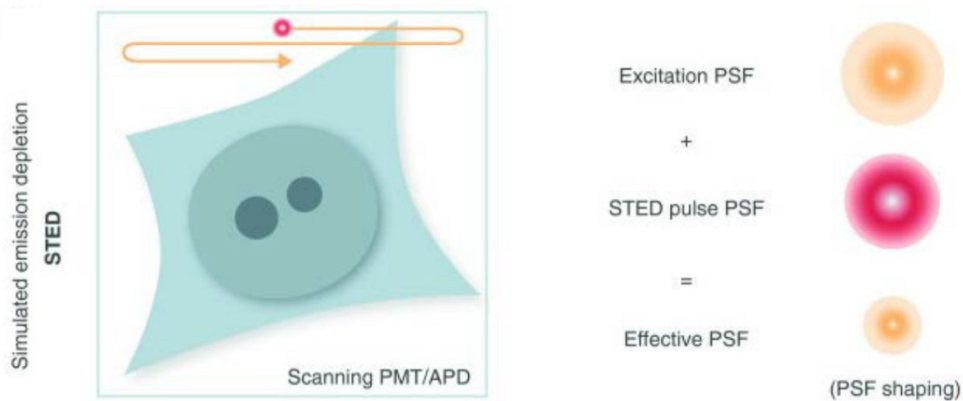 Simulated emission depletion
STED
Scanning PMT/APD
Excitation PSF
+
STED pulse PSF
=
Effective PSF
(PSF shaping)